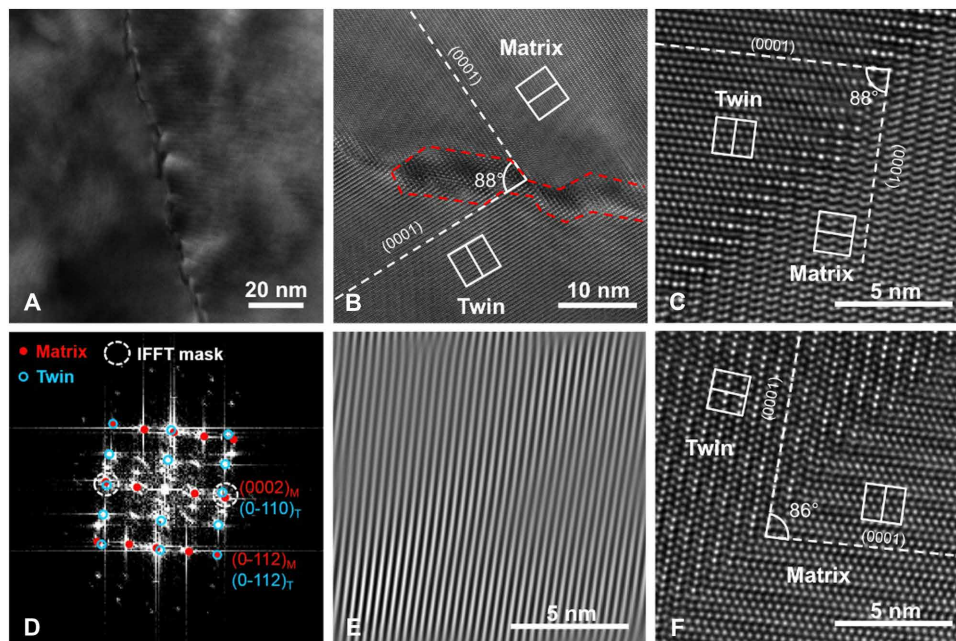 A
20 nm
(0001)
Matrix
88°
(0001)
Twin
B
10 nm
(0001)
88°
Twin
(0001)
Matrix
C
5 nm
Matrix
IFFT mask
Twin
(0002)M
(0-110)T
(0-112)M
(0-112)T
D
5 nm
E
Twin
(0001)
86°
(0001)
Matrix
5 nm
F